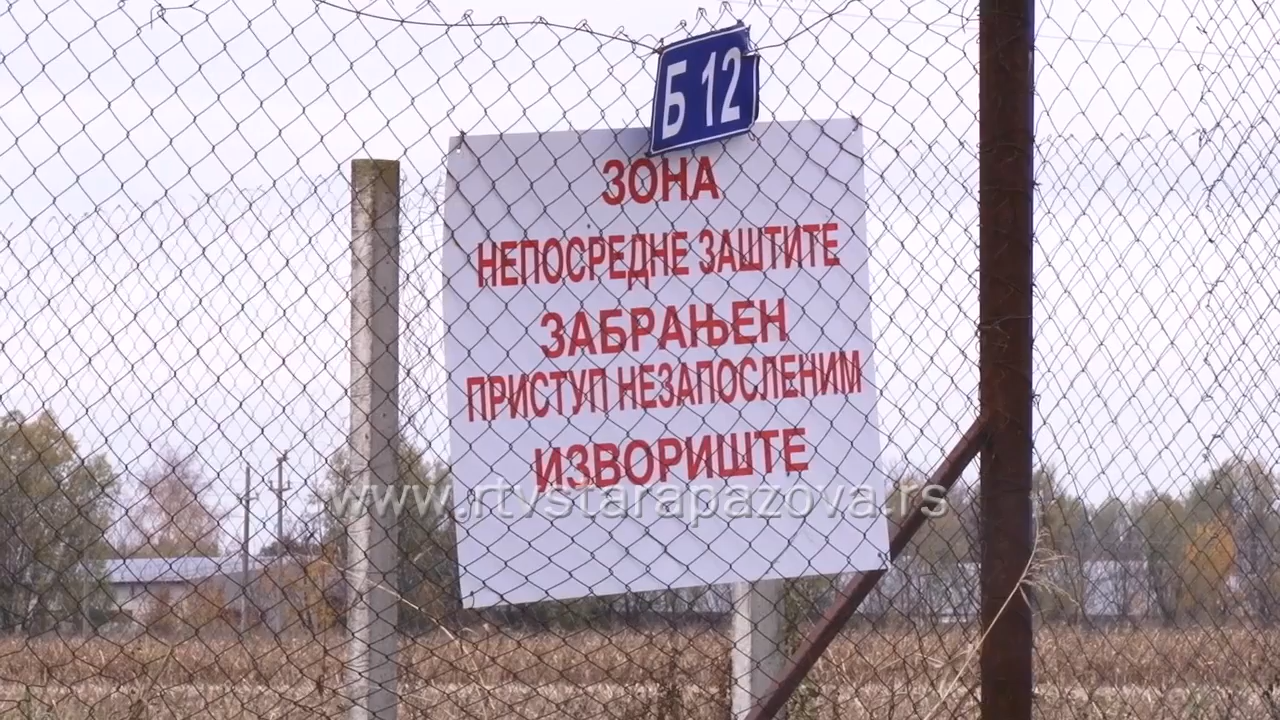 Б 12
ЗОНА
НЕПОСРЕДНЕ ЗАШТИТЕ
ЗАБРАЊЕН
ПРИСТУП НЕЗАПОСЛЕНИМ
ИЗВОРИШТЕ
www.rtvstarapazova.rs